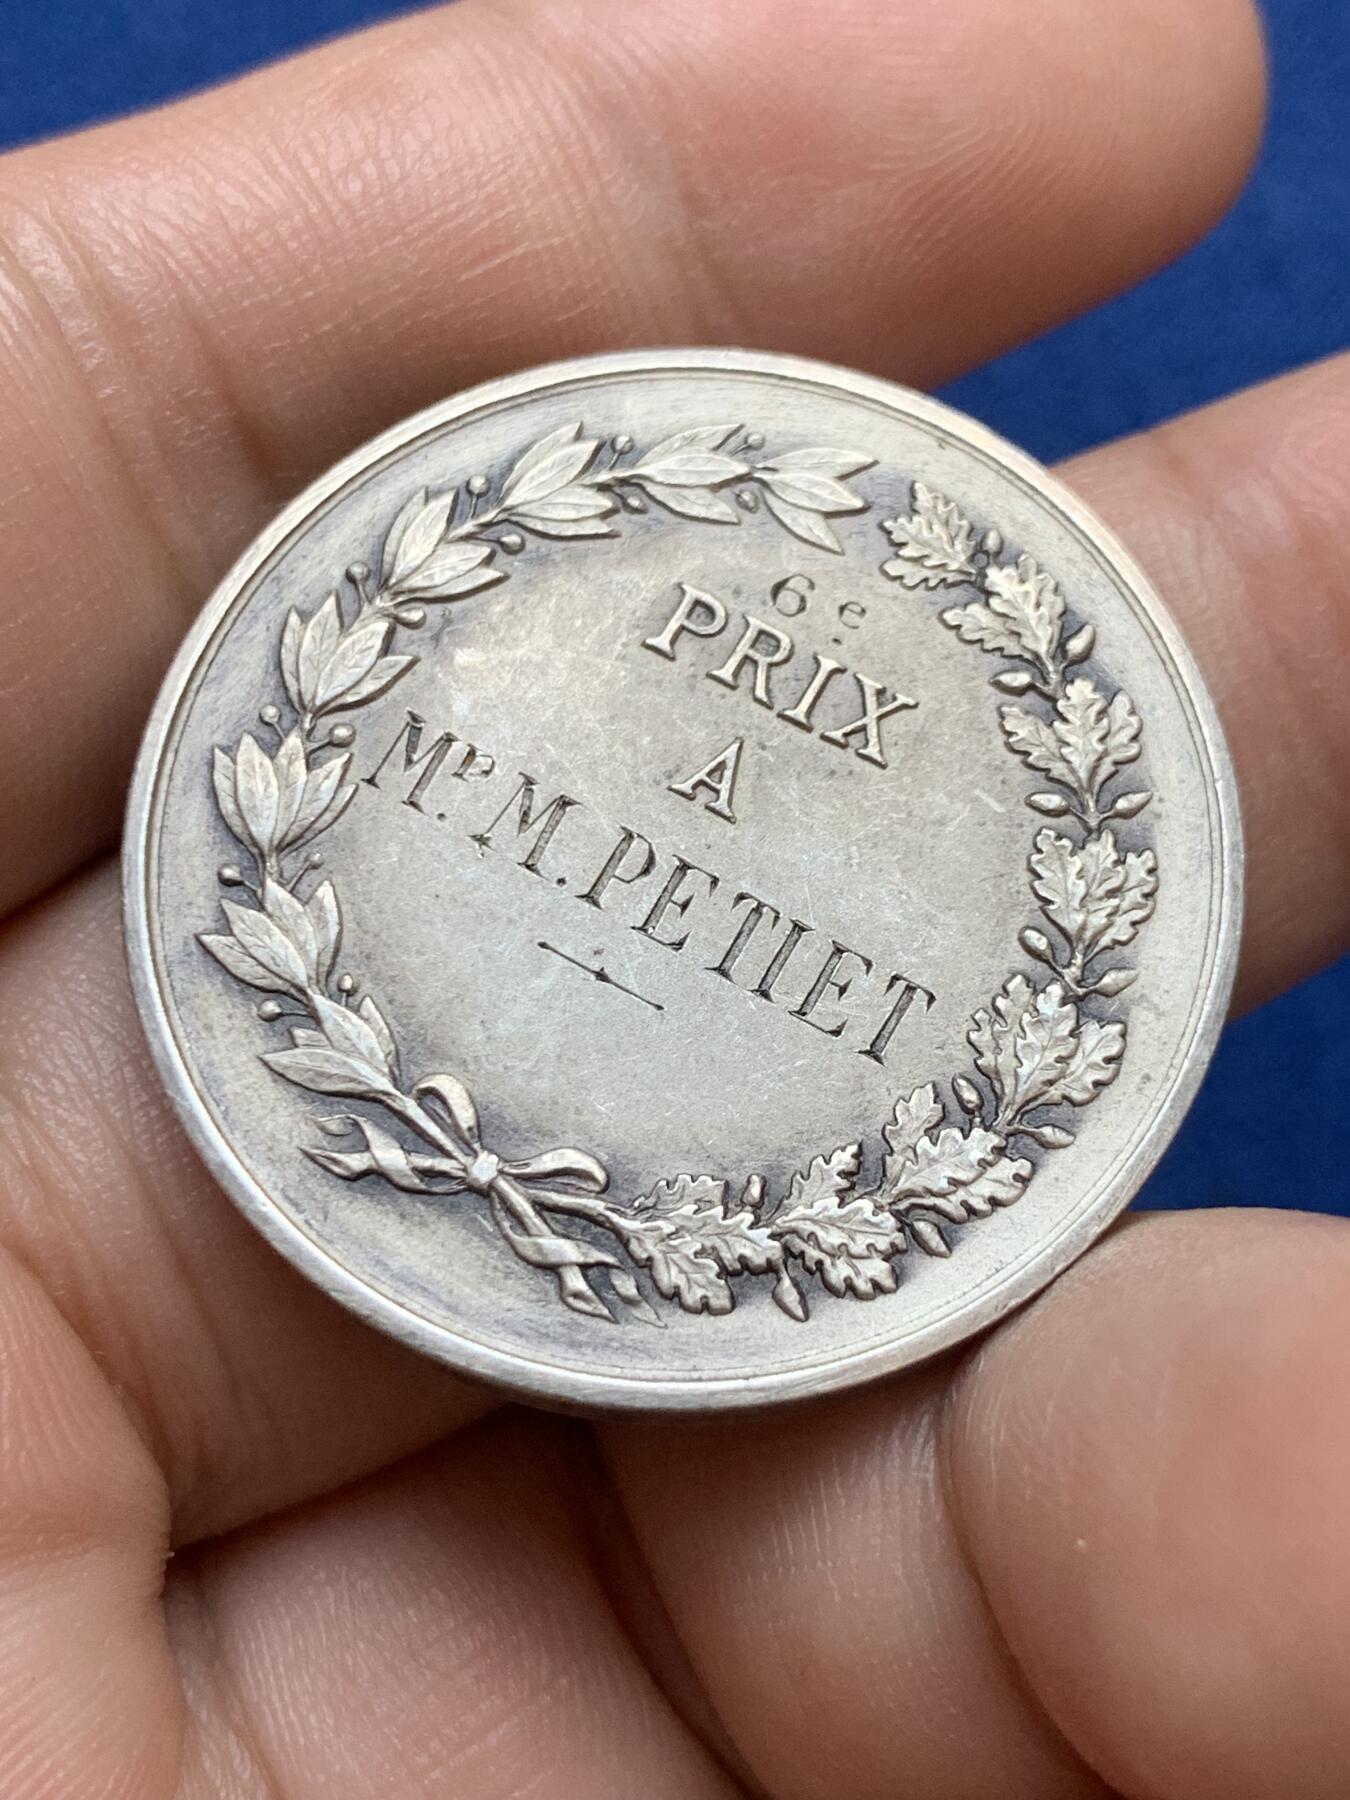 6e
PRIX
A
Mr. M. PETIET